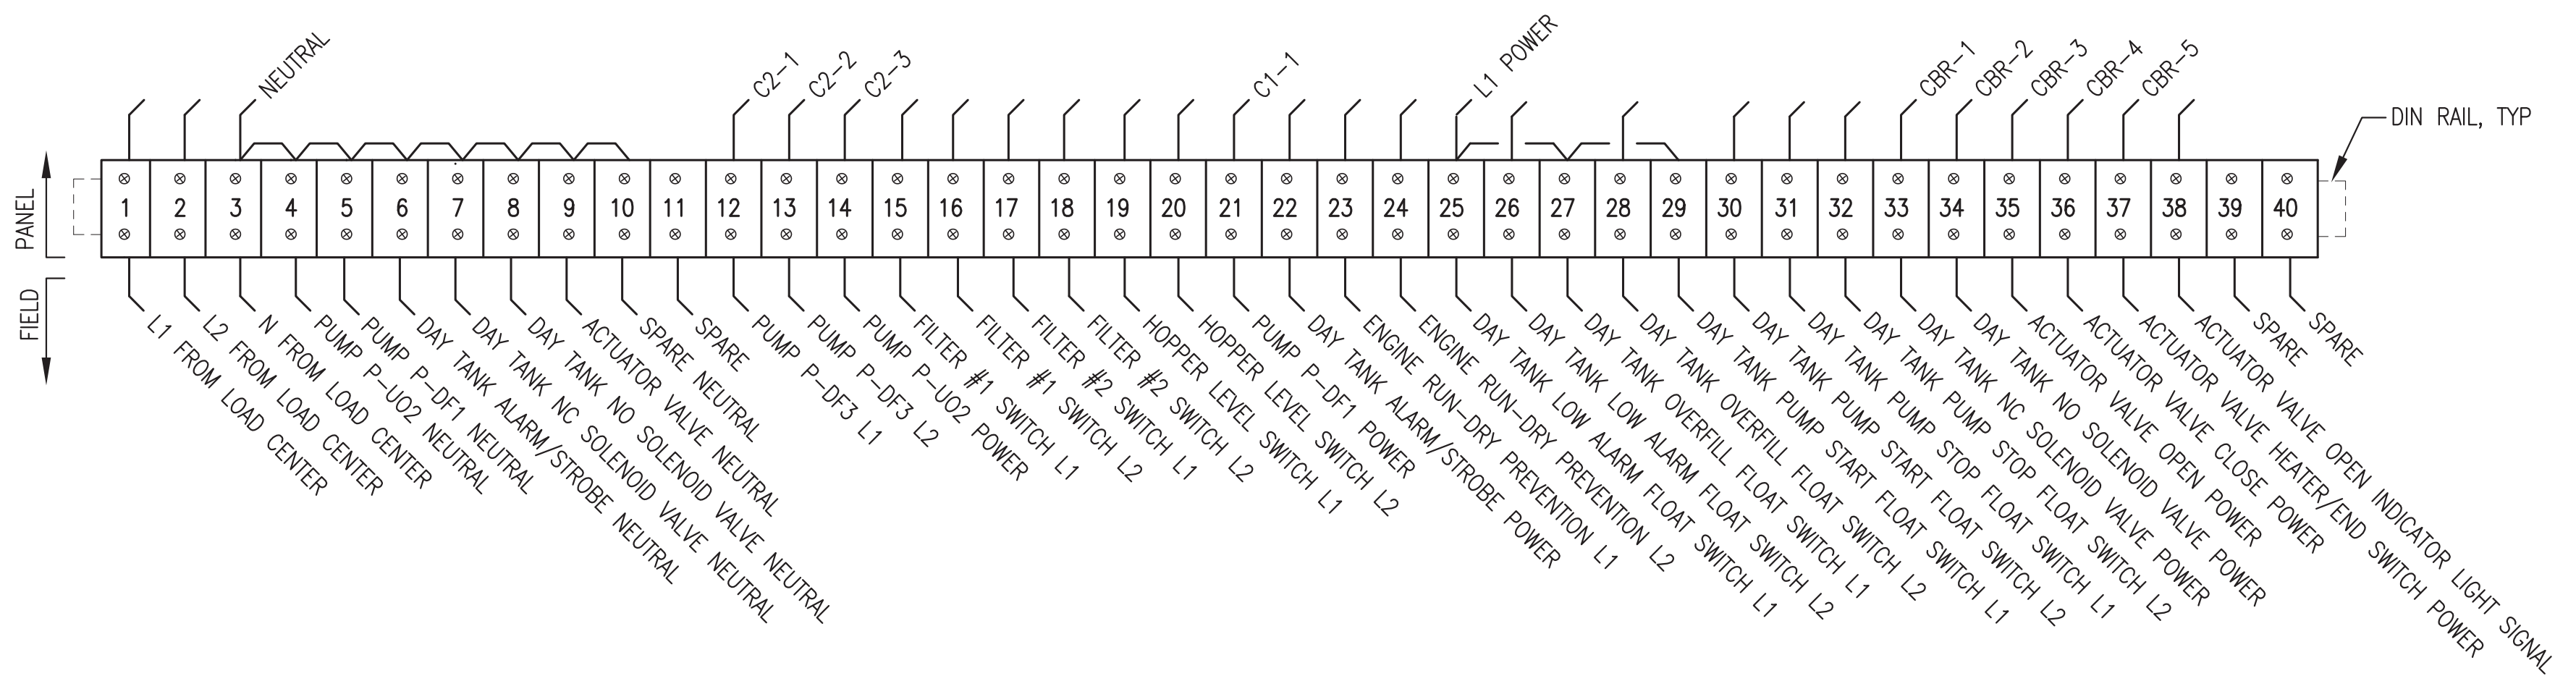 NEUTRAL
C2-1
C2-2
C2-3
C1-1
L1 POWER
CBR-1
CBR-2
CBR-3
CBR-4
CBR-5
DIN RAIL, TYP
PANEL
FIELD
1 2 3 4 5 6 7 8 9 10 11 12 13 14 15 16 17 18 19 20 21 22 23 24 25 26 27 28 29 30 31 32 33 34 35 36 37 38 39 40
L1 FROM LOAD CENTER
L2 FROM LOAD CENTER
N FROM LOAD CENTER
PUMP P-U02 NEUTRAL
PUMP P-DF1 NEUTRAL
DAY TANK ALARM/STROBE NEUTRAL
DAY TANK NC SOLENOID VALVE NEUTRAL
DAY TANK NO SOLENOID VALVE NEUTRAL
ACTUATOR VALVE NEUTRAL
SPARE NEUTRAL
SPARE
PUMP P-DF3 L1
PUMP P-DF3 L2
PUMP P-U02 POWER
FILTER #1 SWITCH L1
FILTER #1 SWITCH L2
FILTER #2 SWITCH L1
FILTER #2 SWITCH L2
HOPPER LEVEL SWITCH L1
HOPPER LEVEL SWITCH L2
PUMP P-DF1 POWER
DAY TANK ALARM/STROBE POWER
ENGINE RUN-DRY PREVENTION L1
ENGINE RUN-DRY PREVENTION L2
DAY TANK LOW ALARM FLOAT SWITCH L1
DAY TANK LOW ALARM FLOAT SWITCH L2
DAY TANK OVERFILL FLOAT SWITCH L1
DAY TANK OVERFILL FLOAT SWITCH L2
DAY TANK PUMP START FLOAT SWITCH L1
DAY TANK PUMP START FLOAT SWITCH L2
DAY TANK PUMP STOP FLOAT SWITCH L1
DAY TANK PUMP STOP FLOAT SWITCH L2
DAY TANK NC SOLENOID VALVE POWER
DAY TANK NO SOLENOID VALVE POWER
ACTUATOR VALVE OPEN POWER
ACTUATOR VALVE CLOSE POWER
ACTUATOR VALVE HEATER/END SWITCH POWER
ACTUATOR VALVE OPEN INDICATOR LIGHT SIGNAL
SPARE
SPARE